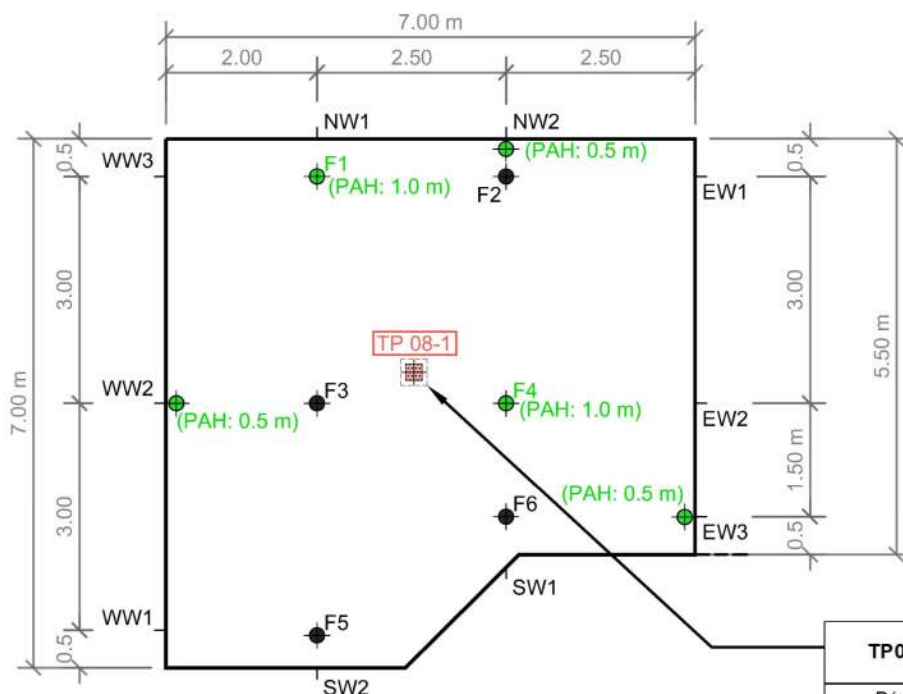 7.00 m
2.00 2.50 2.50
NW1 NW2
0.5 WW3 F1 (PAH: 0.5 m) 0.5
(PAH: 1.0 m) F2 EW1
3.00 3.00
TP 08-1 5.50 m
7.00 m WW2 F3 F4 EW2
(PAH: 0.5 m) (PAH: 1.0 m)
1.50 m
(PAH: 0.5 m)
3.00 F6 EW3
0.5
SW1
WW1 F5
0.5 TP0
SW2